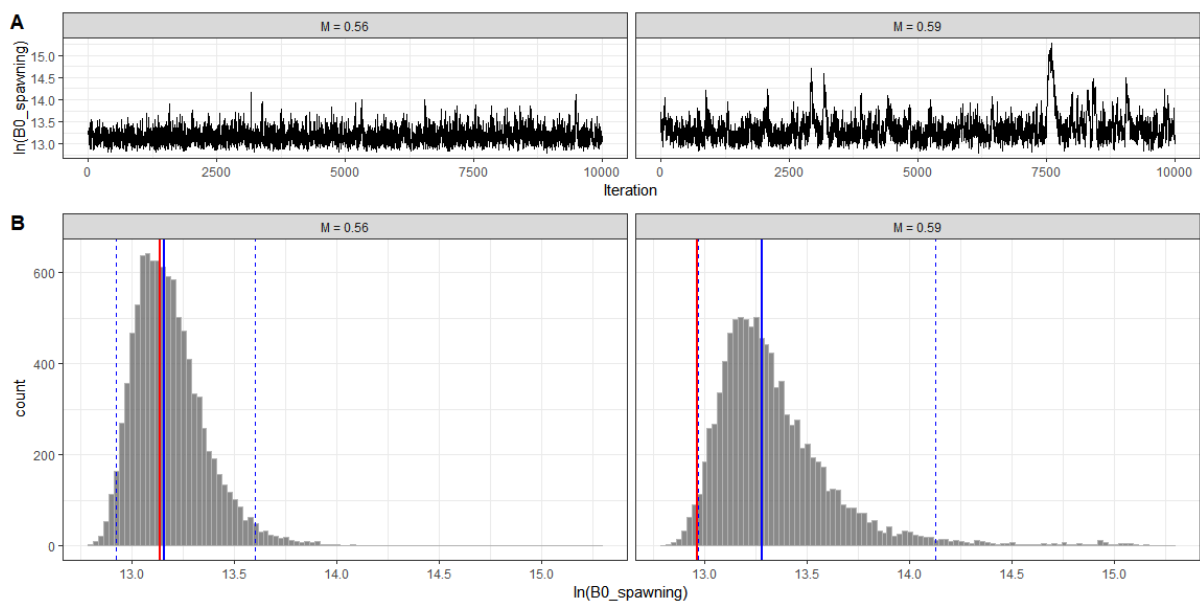 A
M = 0.56
M = 0.59
ln(B0_spawning)
15.0
14.5
14.0
13.5
13.0
0 2500 5000 7500 10000
0 2500 5000 7500 10000
Iteration
B
M = 0.56
M = 0.59
count
600
400
200
0
13.0 13.5 14.0 14.5 15.0
13.0 13.5 14.0 14.5 15.0
ln(B0_spawning)